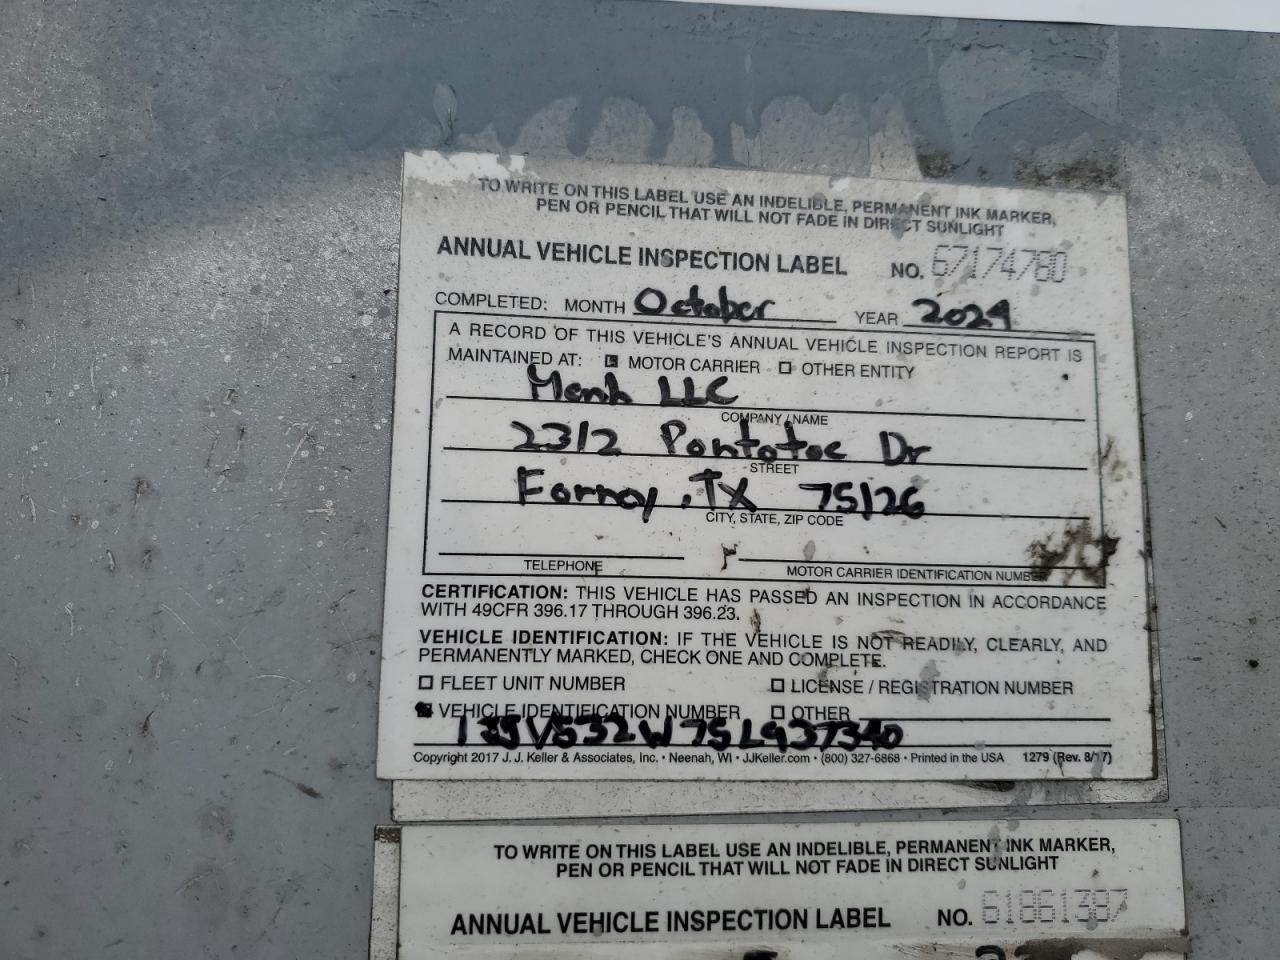 TO WRITE ON THIS LABEL USE AN INDELIBLE, PERMANENT INK MARKER,
PEN OR PENCIL THAT WILL NOT FADE IN DIRECT SUNLIGHT
ANNUAL VEHICLE INSPECTION LABEL NO. 67174780
COMPLETED: MONTH October YEAR 2024
A RECORD OF THIS VEHICLE'S ANNUAL VEHICLE INSPECTION REPORT IS
MAINTAINED AT: MOTOR CARRIER OTHER ENTITY
LLC
COMPANY NAME
2312 Pontotoc Dr
STREET
Forney, TX 75126
CITY, STATE, ZIP CODE
TELEPHONE MOTOR CARRIER IDENTIFICATION NUMBER
CERTIFICATION: THIS VEHICLE HAS PASSED AN INSPECTION IN ACCORDANCE
WITH 49CFR 396.17 THROUGH 396.23.
VEHICLE IDENTIFICATION: IF THE VEHICLE IS NOT READILY, CLEARLY, AND
PERMANENTLY MARKED, CHECK ONE AND COMPLETE.
FLEET UNIT NUMBER LICENSE / REGISTRATION NUMBER
VEHICLE IDENTIFICATION NUMBER OTHER
Copyright 2017 J. J. Keller & Associates, Inc. • Neenah, WI • JJKeller.com • (800) 327-6868 • Printed in the USA 1279 (Rev. 8/17)
TO WRITE ON THIS LABEL USE AN INDELIBLE, PERMANENT INK MARKER,
PEN OR PENCIL THAT WILL NOT FADE IN DIRECT SUNLIGHT
ANNUAL VEHICLE INSPECTION LABEL NO. 61861387